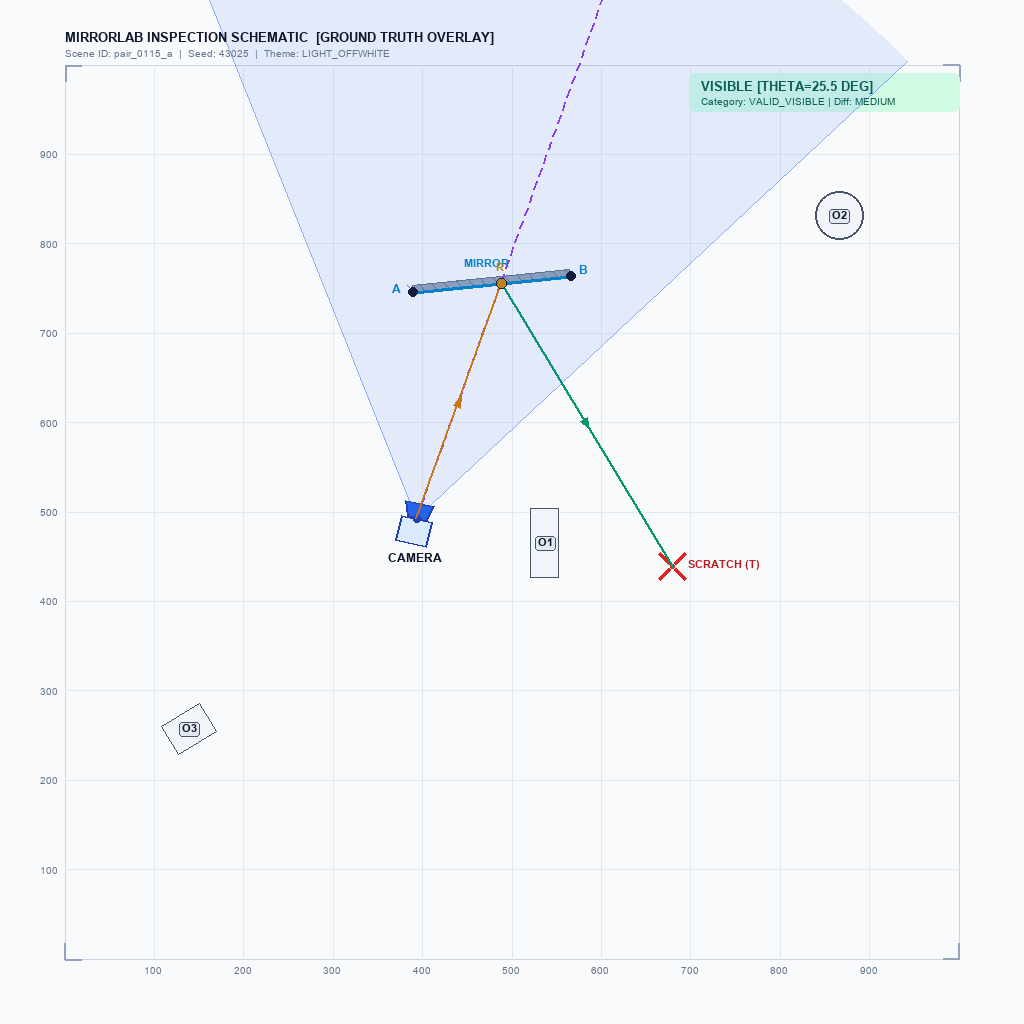 MIRRORLAB INSPECTION SCHEMATIC [GROUND TRUTH OVERLAY]
Scene ID: pair_0115_a | Seed: 43025 | Theme: LIGHT_OFFWHITE
VISIBLE [THETA=25.5 DEG]
Category: VALID_VISIBLE | Diff: MEDIUM
900
O2
800
MIRROR
R
B
A
700
600
500
O1
CAMERA
SCRATCH (T)
400
300
O3
200
100
100 200 300 400 500 600 700 800 900